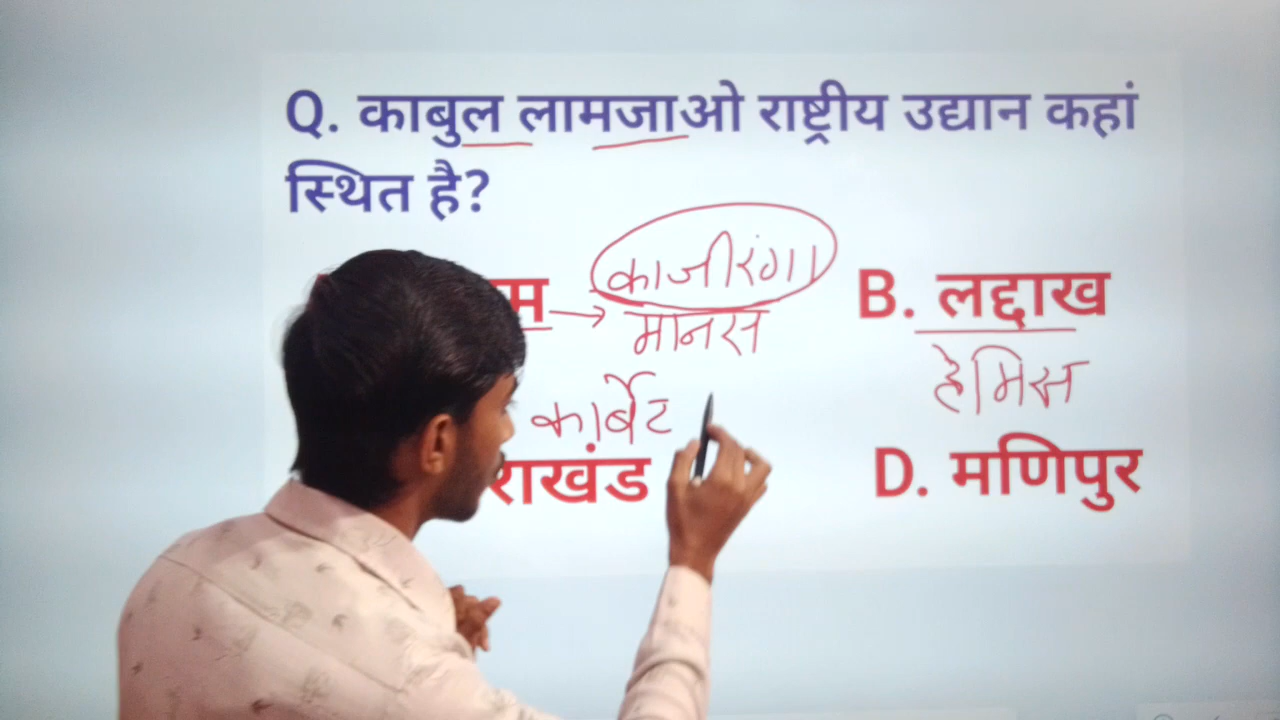 Q. काबुल लामजाओ राष्ट्रीय उद्यान कहां
स्थित है?
काजीरंगा
म → B. लद्दाख
मानस
हेमिस
कार्बेट
राखंड D. मणिपुर